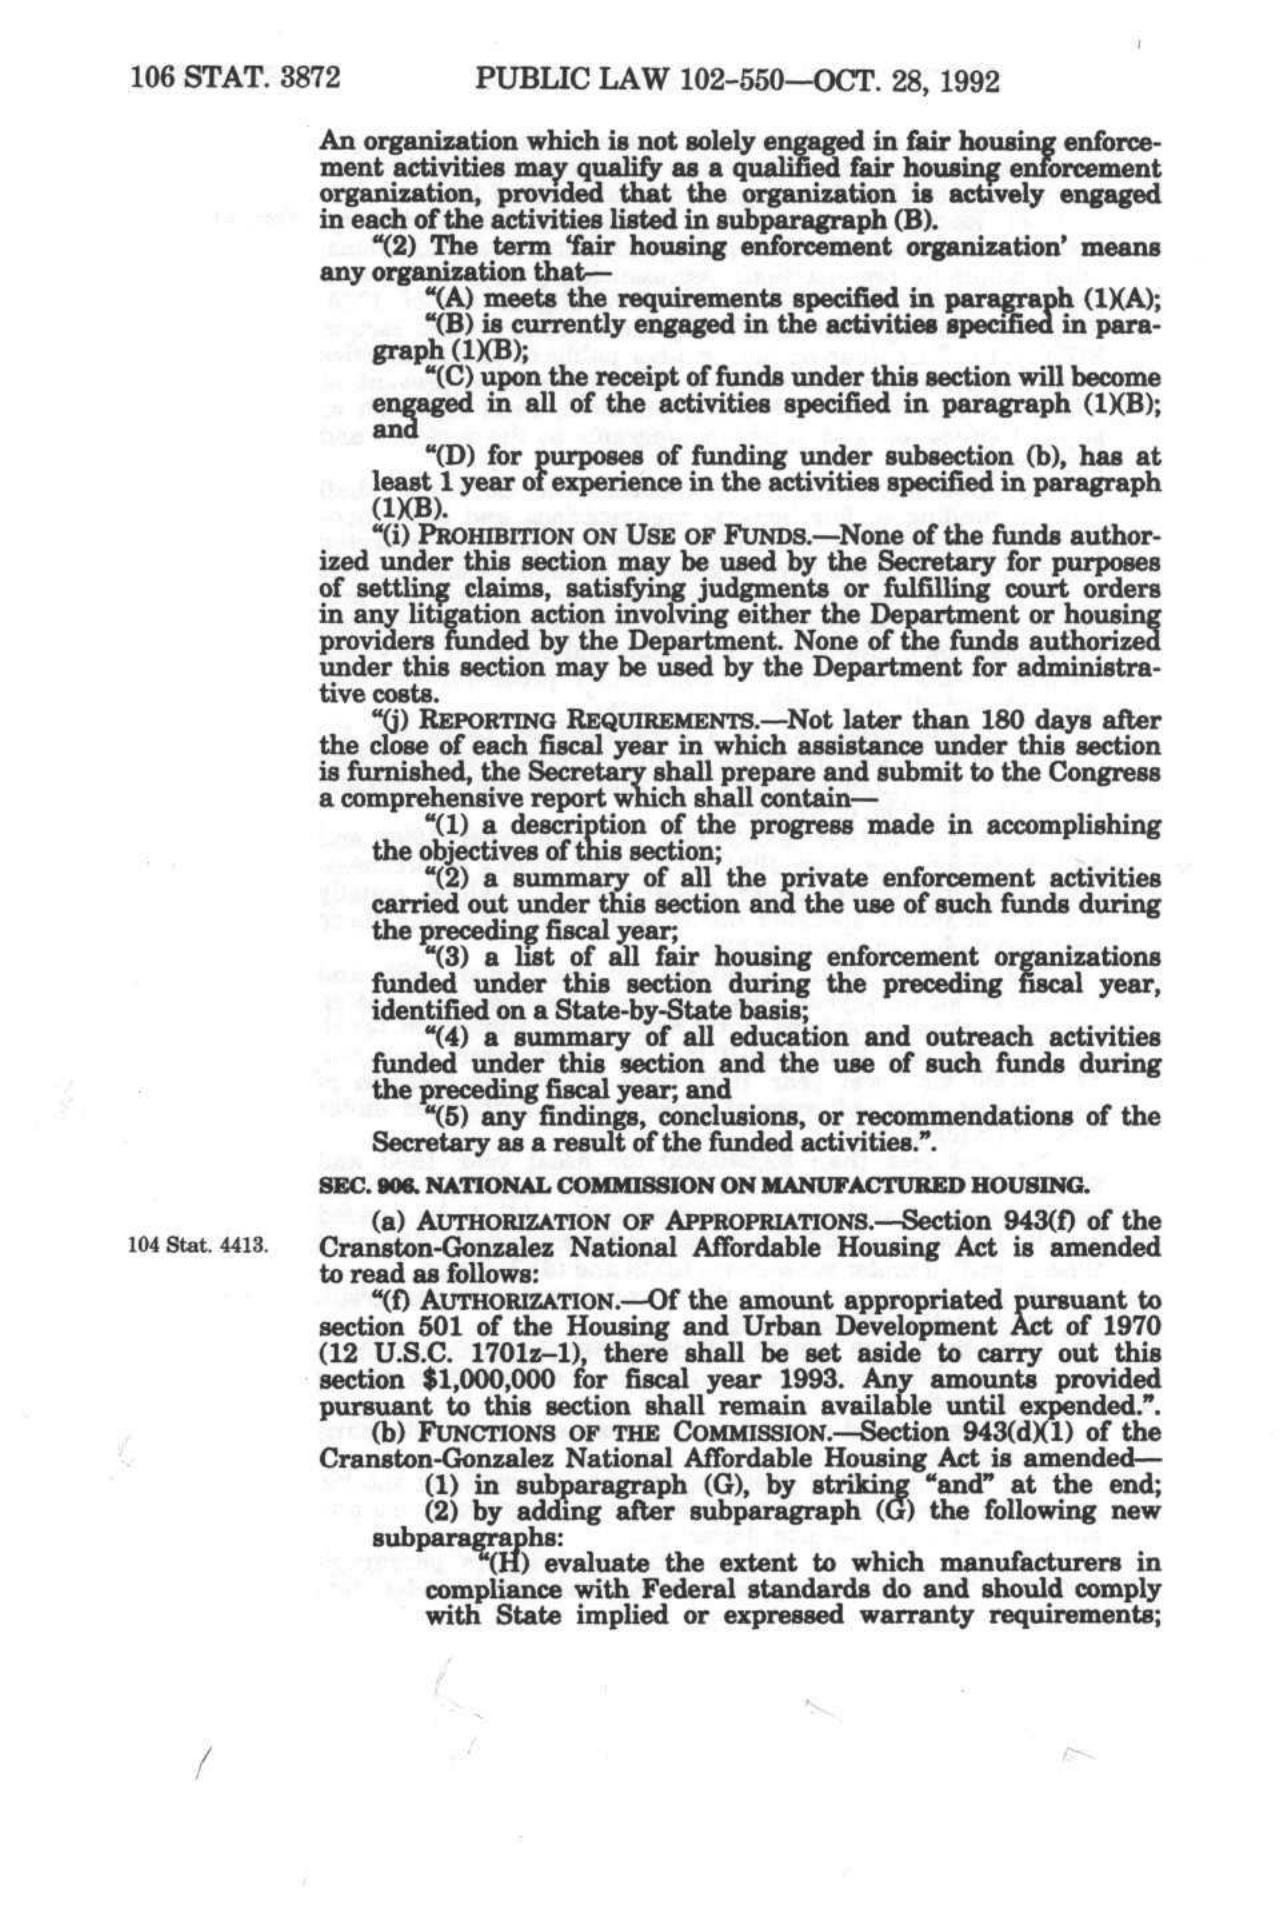 106 STAT. 3872 PUBLIC LAW 102–550—OCT. 28, 1992
An organization which is not solely engaged in fair housing enforce-
ment activities may qualify as a qualified fair housing enforcement
organization, provided that the organization is actively engaged
in each of the activities listed in subparagraph (B).
“(2) The term ‘fair housing enforcement organization’ means
any organization that—
“(A) meets the requirements specified in paragraph (1)(A);
“(B) is currently engaged in the activities specified in para-
graph (1)(B);
“(C) upon the receipt of funds under this section will become
engaged in all of the activities specified in paragraph (1)(B);
and
“(D) for purposes of funding under subsection (b), has at
least 1 year of experience in the activities specified in paragraph
(1)(B).
“(i) PROHIBITION ON USE OF FUNDS.—None of the funds author-
ized under this section may be used by the Secretary for purposes
of settling claims, satisfying judgments or fulfilling court orders
in any litigation action involving either the Department or housing
providers funded by the Department. None of the funds authorized
under this section may be used by the Department for administra-
tive costs.
“(j) REPORTING REQUIREMENTS.—Not later than 180 days after
the close of each fiscal year in which assistance under this section
is furnished, the Secretary shall prepare and submit to the Congress
a comprehensive report which shall contain—
“(1) a description of the progress made in accomplishing
the objectives of this section;
“(2) a summary of all the private enforcement activities
carried out under this section and the use of such funds during
the preceding fiscal year;
“(3) a list of all fair housing enforcement organizations
funded under this section during the preceding fiscal year,
identified on a State-by-State basis;
“(4) a summary of all education and outreach activities
funded under this section and the use of such funds during
the preceding fiscal year; and
“(5) any findings, conclusions, or recommendations of the
Secretary as a result of the funded activities.”.
SEC. 906. NATIONAL COMMISSION ON MANUFACTURED HOUSING.
(a) AUTHORIZATION OF APPROPRIATIONS.—Section 943(f) of the
104 Stat. 4413. Cranston-Gonzalez National Affordable Housing Act is amended
to read as follows:
“(f) AUTHORIZATION.—Of the amount appropriated pursuant to
section 501 of the Housing and Urban Development Act of 1970
(12 U.S.C. 1701z–1), there shall be set aside to carry out this
section $1,000,000 for fiscal year 1993. Any amounts provided
pursuant to this section shall remain available until expended.”.
(b) FUNCTIONS OF THE COMMISSION.—Section 943(d)(1) of the
Cranston-Gonzalez National Affordable Housing Act is amended—
(1) in subparagraph (G), by striking “and” at the end;
(2) by adding after subparagraph (G) the following new
subparagraphs:
“(H) evaluate the extent to which manufacturers in
compliance with Federal standards do and should comply
with State implied or expressed warranty requirements;